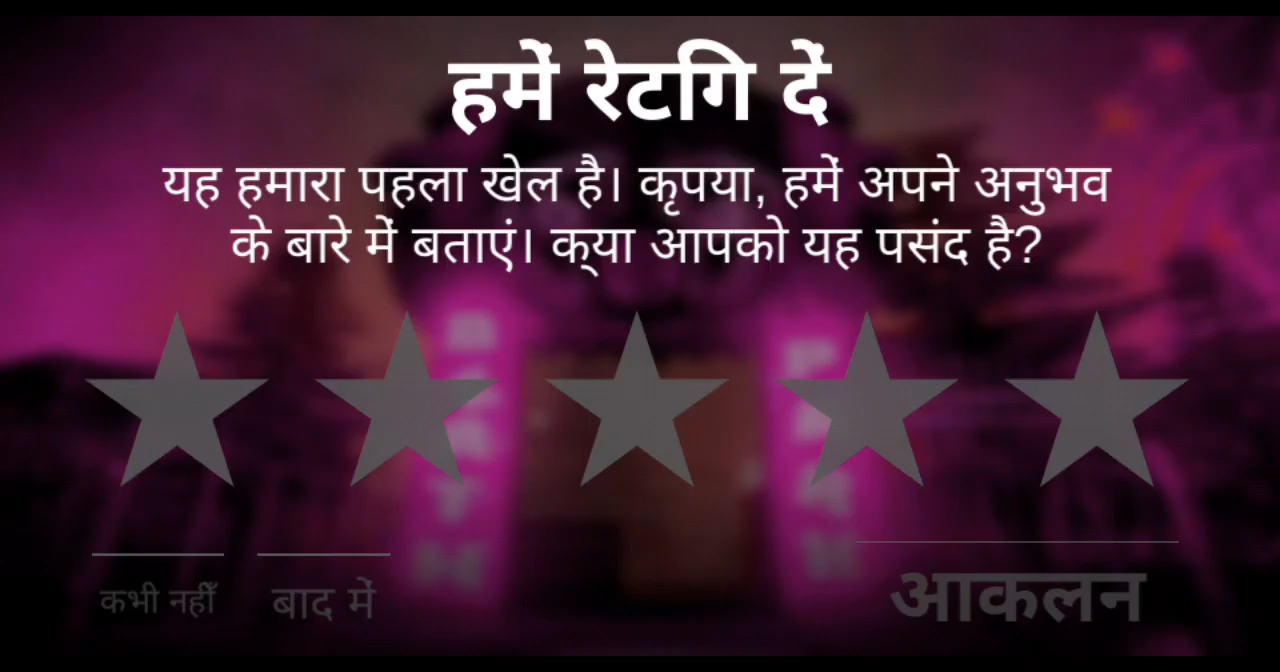 हमें रेटगि दें
यह हमारा पहला खेल है। कृपया, हमें अपने अनुभव
के बारे में बताएं। क्या आपको यह पसंद है?
कभी नहीं बाद में आकलन